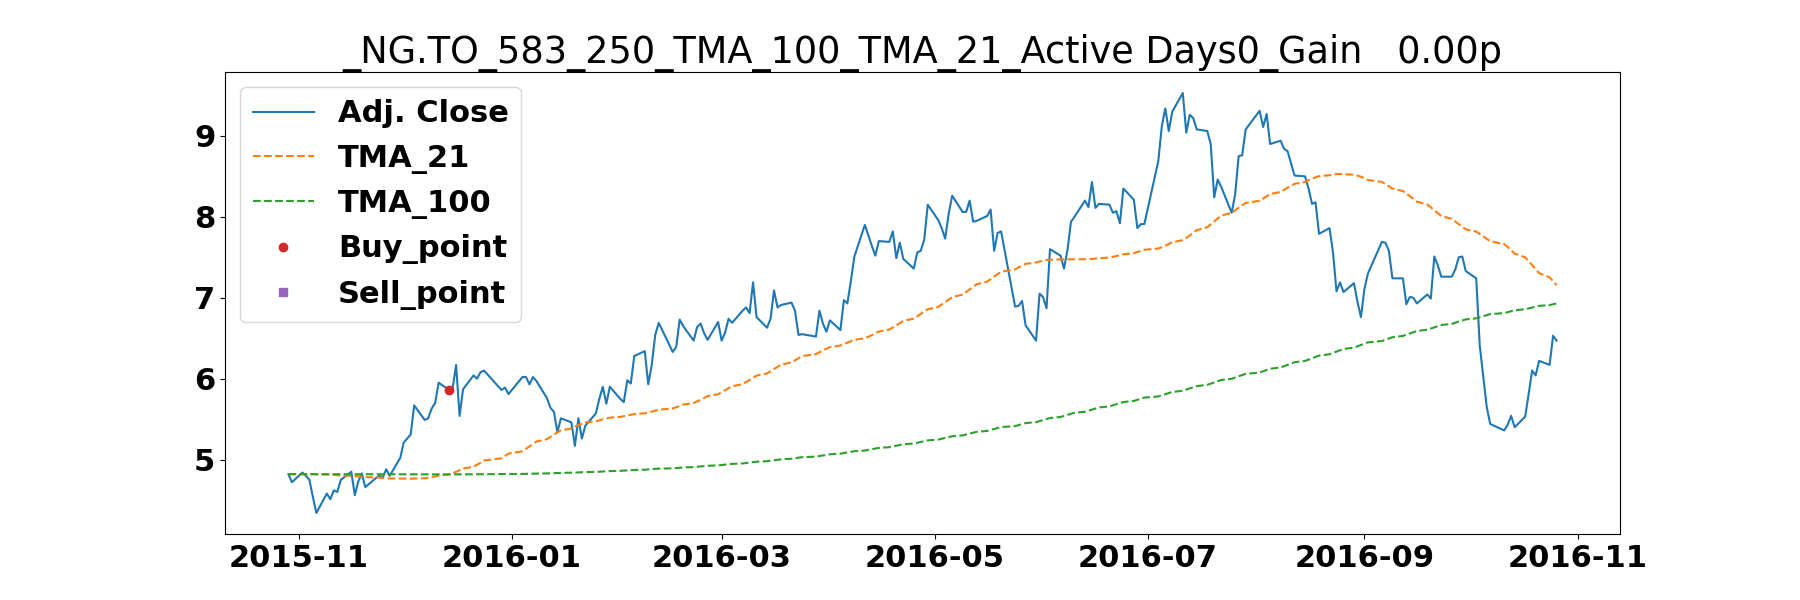 _NG.TO_583_250_TMA_100_TMA_21_Active Days0_Gain   0.00p
Adj. Close
TMA_21
TMA_100
Buy_point
Sell_point
9
8
7
6
5
2015-11 2016-01 2016-03 2016-05 2016-07 2016-09 2016-11